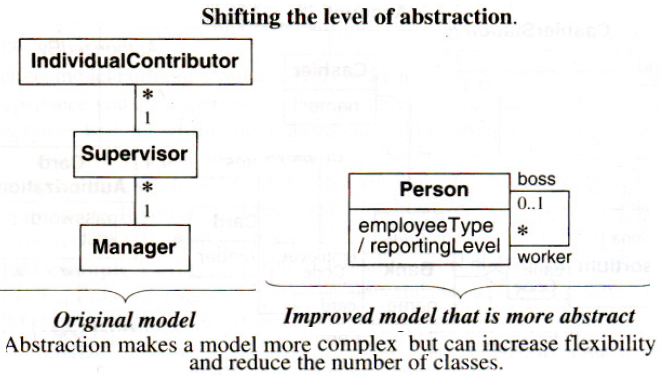 Shifting the level of abstraction.
IndividualContributor
*
1
Supervisor
*
1
Manager
Person
employeeType
/ reportingLevel
boss
0..1
*
worker
Original model
Improved model that is more abstract
Abstraction makes a model more complex but can increase flexibility
and reduce the number of classes.